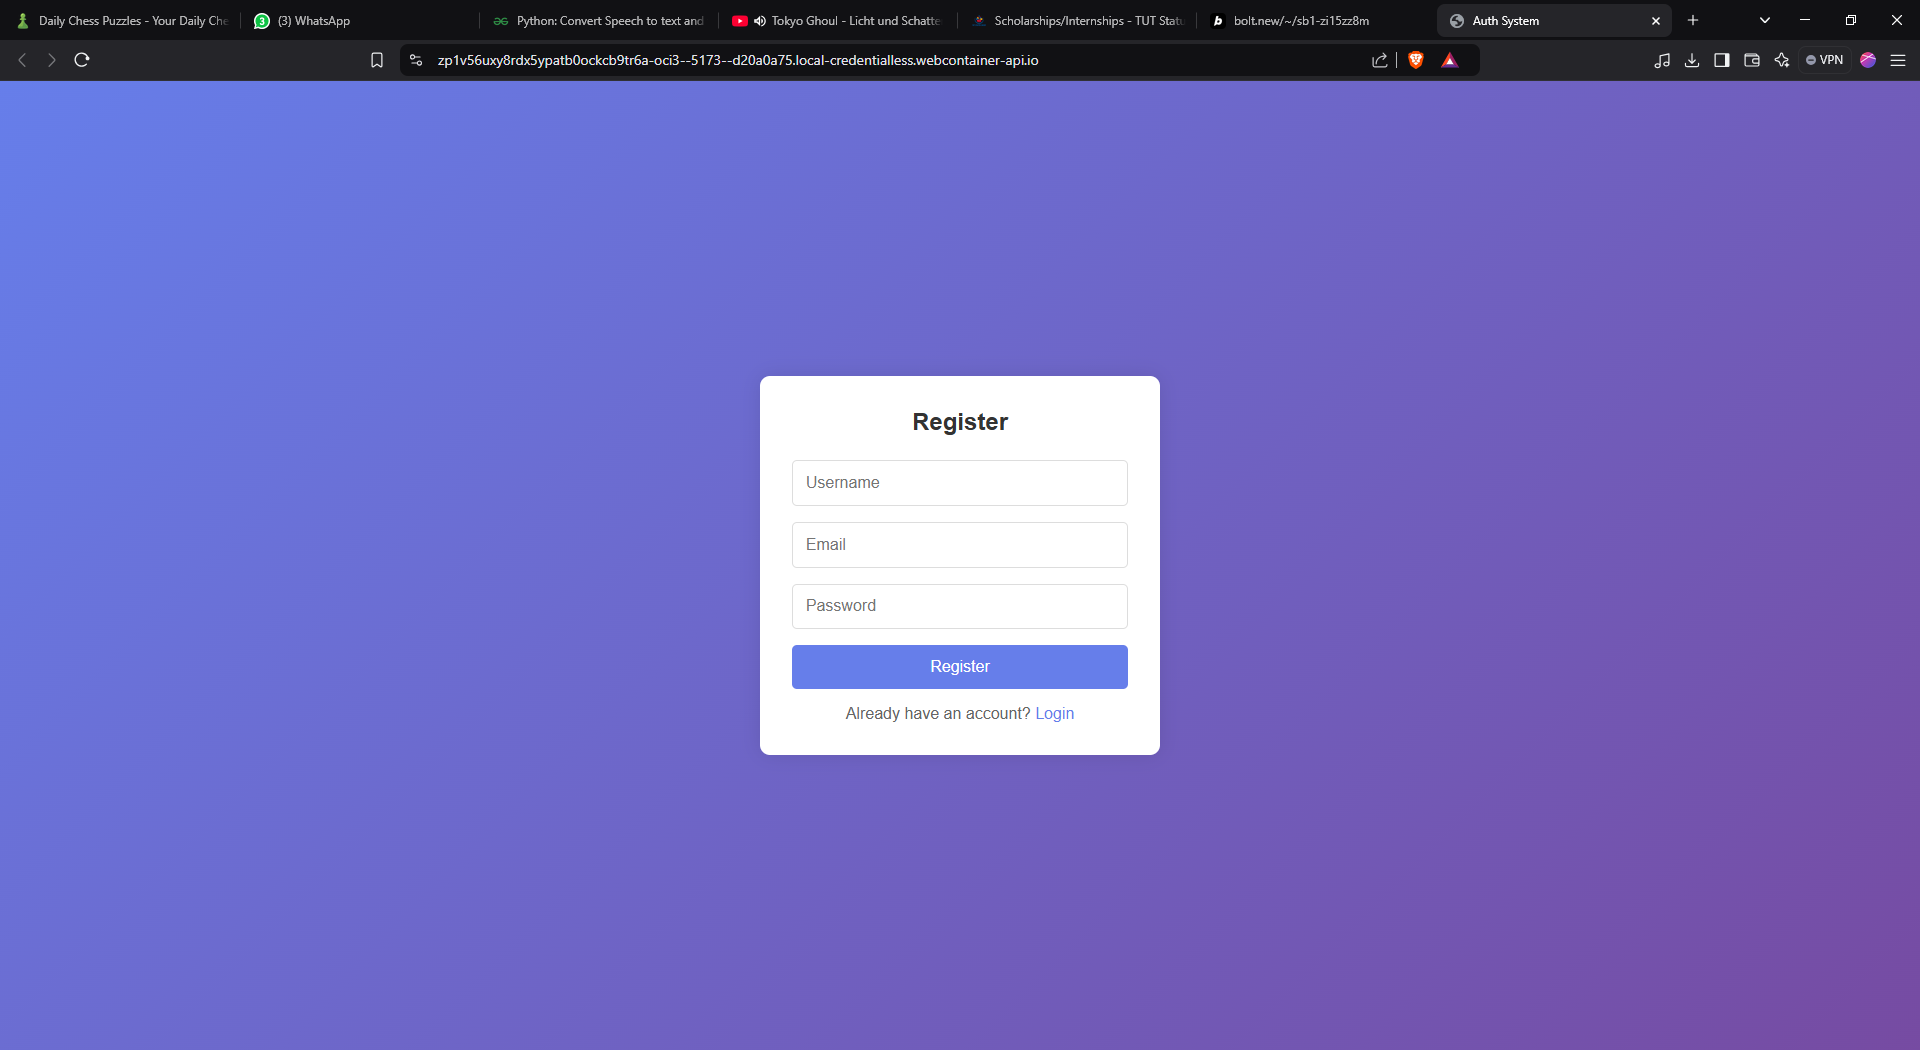 Daily Chess Puzzles - Your Daily Che
3 (3) WhatsApp
Python: Convert Speech to text and
Tokyo Ghoul - Licht und Schatte
Scholarships/Internships - TUT Statu
b bolt.new/~/sb1-zi15zz8m
Auth System
zp1v56uxy8rdx5ypatb0ockcb9tr6a-oci3--5173--d20a0a75.local-credentialless.webcontainer-api.io
VPN
Register
Username
Email
Password
Register
Already have an account? Login